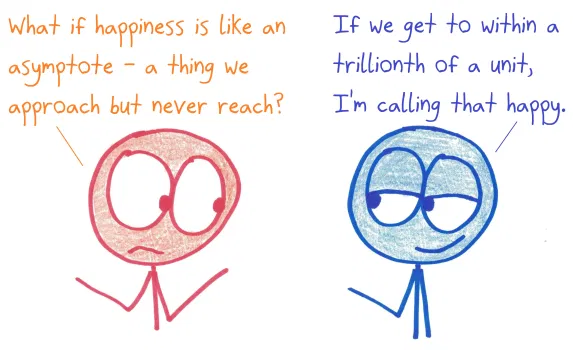 What if happiness is like an
asymptote – a thing we
approach but never reach?
If we get to within a
trillionth of a unit,
I'm calling that happy.